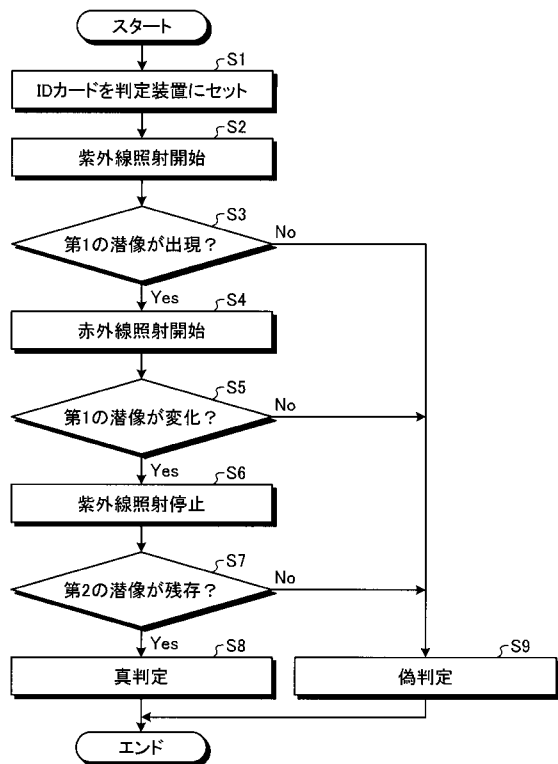 スタート
S1
IDカードを判定装置にセット
S2
紫外線照射開始
S3
第1の潜像が出現?
No
Yes
S4
赤外線照射開始
S5
第1の潜像が変化?
No
Yes
S6
紫外線照射停止
S7
第2の潜像が残存?
No
Yes
S8
真判定
S9
偽判定
エンド